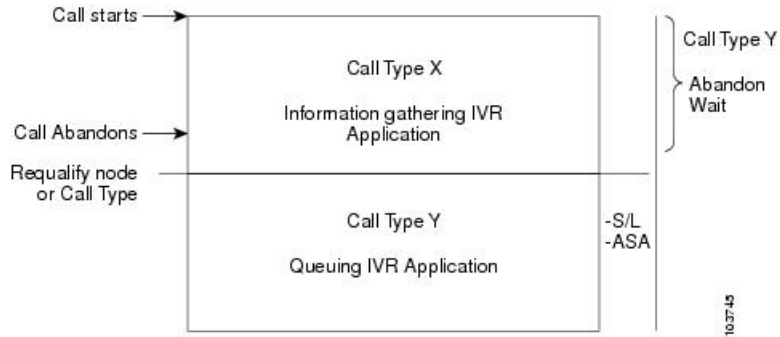 Call starts
Call Type X
Information gathering IVR
Application
Call Abandons
Requalify node
or Call Type
Call Type Y
Queuing IVR Application
-S/L
-ASA
Call Type Y
Abandon
Wait
103745